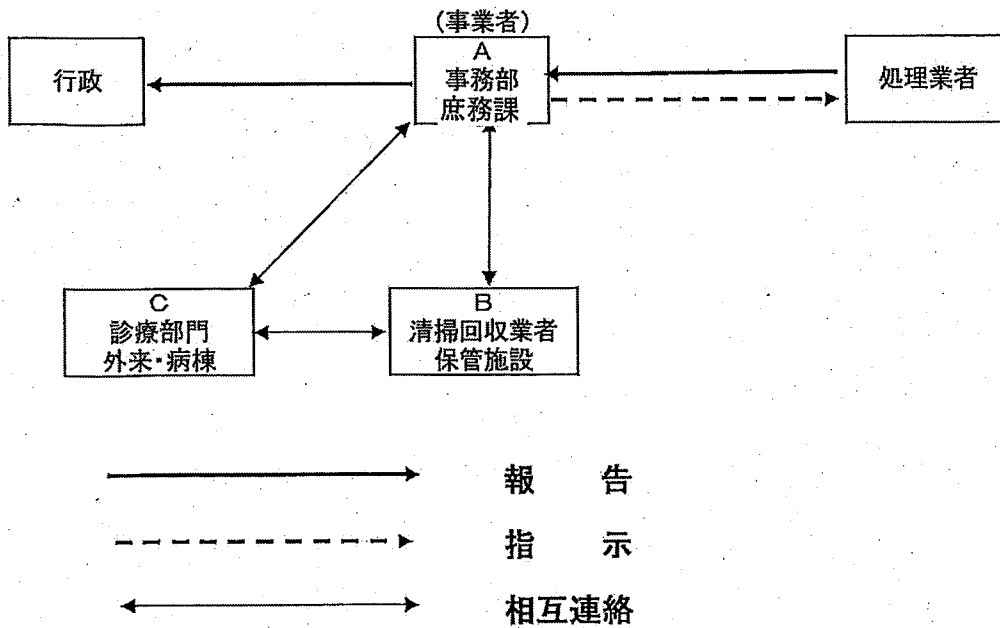 (事業者)
行政
A
事務部
庶務課
処理業者
C
診療部門
外来・病棟
B
清掃回収業者
保管施設
報 告
指 示
相互連絡